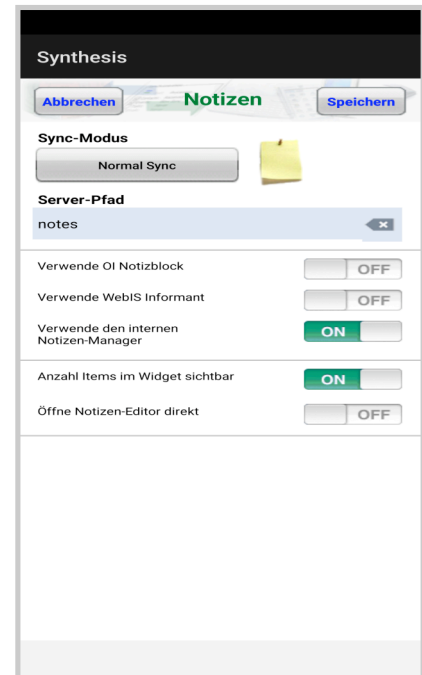 Synthesis
Abbrechen Notizen Speichern
Sync-Modus
Normal Sync
Server-Pfad
notes
Verwende OI Notizblock OFF
Verwende WebIS Informant OFF
Verwende den internen
Notizen-Manager ON
Anzahl Items im Widget sichtbar ON
Öffne Notizen-Editor direkt OFF